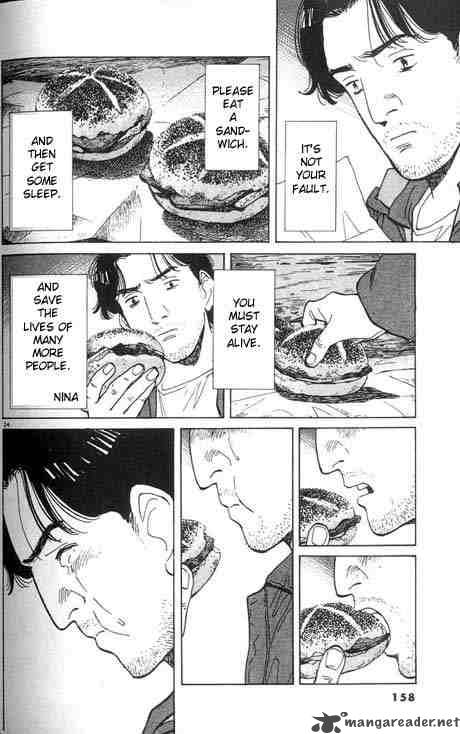 IT'S
NOT
YOUR
FAULT.
PLEASE
EAT
A
SAND-
WICH.
AND
THEN
GET
SOME
SLEEP.
YOU
MUST
STAY
ALIVE.
AND
SAVE
THE
LIVES OF
MANY
MORE
PEOPLE.
NINA
24
158
mangareader.net